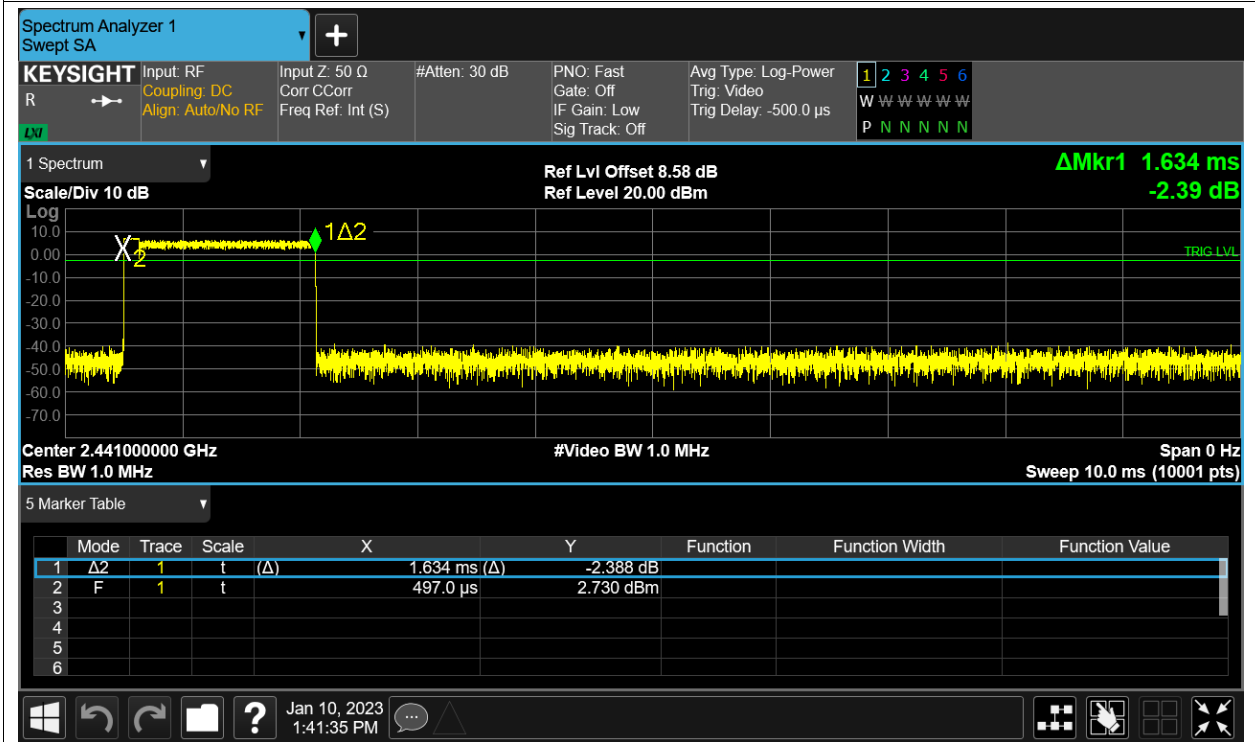 Spectrum Analyzer 1
Swept SA
KEYSIGHT Input: RF Input Z: 50 Ω #Atten: 30 dB PNO: Fast Avg Type: Log-Power 1 2 3 4 5 6
R Coupling: DC Corr CCorr Gate: Off Trig: Video W W W W W W
Align: Auto/No RF Freq Ref: Int (S) IF Gain: Low Trig Delay: -500.0 µs
LXI Sig Track: Off P N N N N N
1 Spectrum Ref Lvl Offset 8.58 dB ΔMkr1 1.634 ms
Scale/Div 10 dB Ref Level 20.00 dBm -2.39 dB
Log
10.0 X 2 1Δ2
0.00 TRIG LVL
-10.0
-20.0
-30.0
-40.0
-50.0
-60.0
-70.0
Center 2.441000000 GHz #Video BW 1.0 MHz Span 0 Hz
Res BW 1.0 MHz Sweep 10.0 ms (10001 pts)
5 Marker Table
Mode Trace Scale X Y Function Function Width Function Value
1 Δ2 1 t (Δ) 1.634 ms (Δ) -2.388 dB
2 F 1 t 497.0 µs 2.730 dBm
3
4
5
6
? Jan 10, 2023
1:41:35 PM